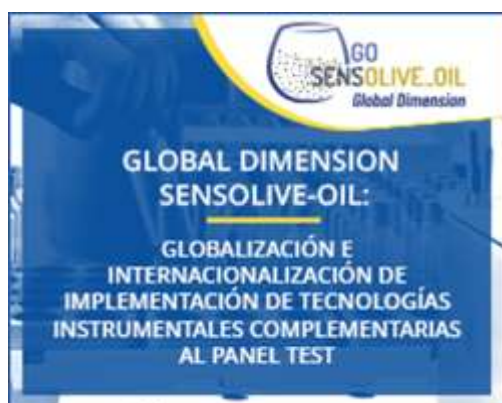 GO
SENSOLIVE_OIL
Global Dimension
GLOBAL DIMENSION
SENSOLIVE-OIL:
GLOBALIZACIÓN E
INTERNACIONALIZACIÓN DE
IMPLEMENTACIÓN DE TECNOLOGÍAS
INSTRUMENTALES COMPLEMENTARIAS
AL PANEL TEST